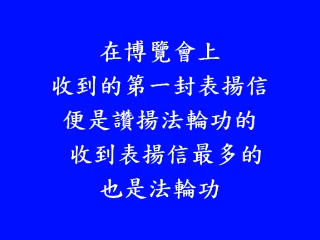 在博覽會上
收到的第一封表揚信
便是讚揚法輪功的
收到表揚信最多的
也是法輪功